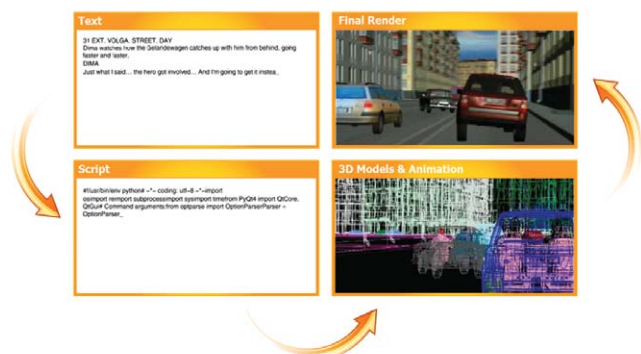 Text
31 EXT. VOLGA. STREET. DAY
Dima watches how the Gelandewagen catches up with him from behind, going
faster and faster.
DIMA
Just what I said... the hero got involved... And I'm going to get it instea_
Final Render
Script
#!/usr/bin/env python# -*- coding: utf-8 -*-import
osimport reimport subprocessimport sysimport timefrom PyQt4 import QtCore,
QtGui# Command arguments:from optparse import OptionParserParser =
OptionParser_
3D Models & Animation